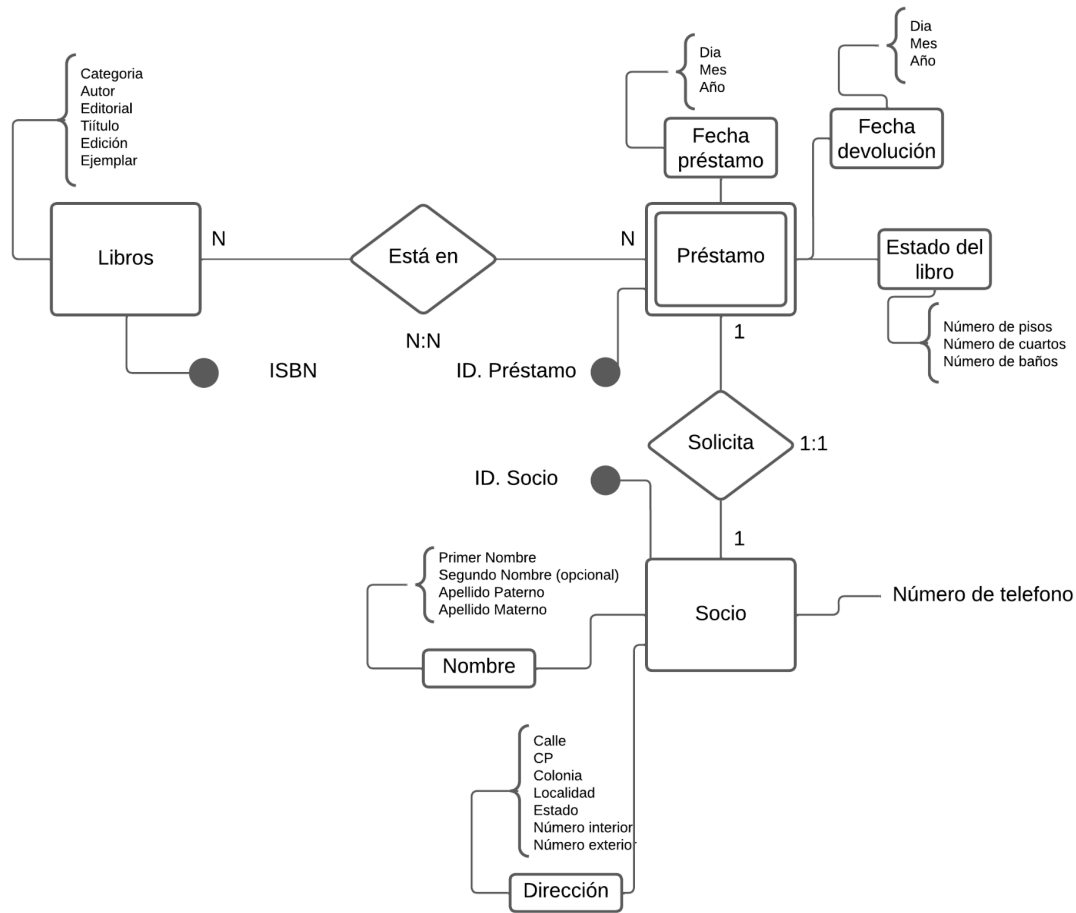 Categoria
Autor
Editorial
Tiítulo
Edición
Ejemplar
Dia
Mes
Año
Dia
Mes
Año
Fecha
préstamo
Fecha
devolución
Libros
N
Está en
N:N
N
Préstamo
Estado del
libro
Número de pisos
Número de cuartos
Número de baños
ISBN
ID. Préstamo
1
Solicita
1:1
ID. Socio
1
Primer Nombre
Segundo Nombre (opcional)
Apellido Paterno
Apellido Materno
Nombre
Socio
Número de telefono
Calle
CP
Colonia
Localidad
Estado
Número interior
Número exterior
Dirección